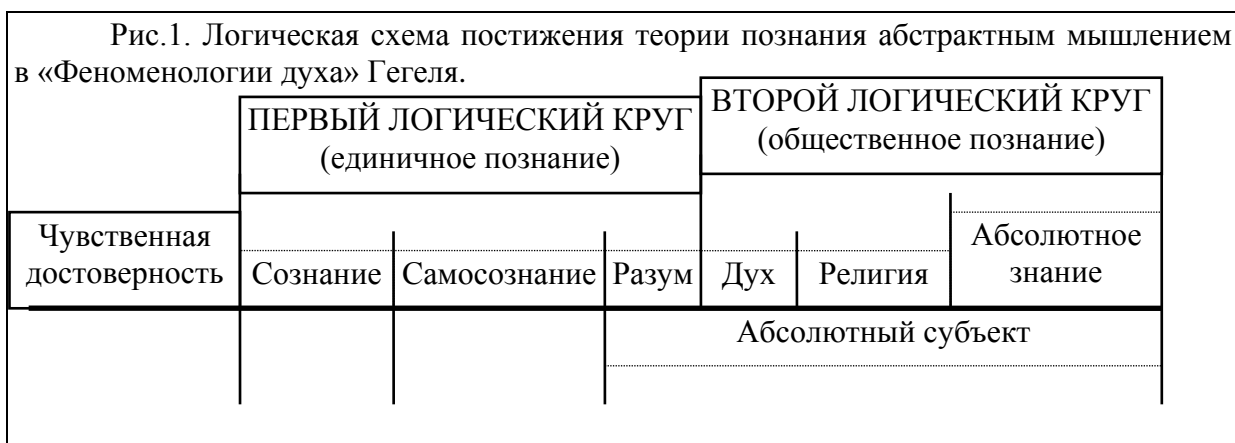 Рис.1. Логическая схема постижения теории познания абстрактным мышлением
в «Феноменологии духа» Гегеля.
ПЕРВЫЙ ЛОГИЧЕСКИЙ КРУГ
(единичное познание)
ВТОРОЙ ЛОГИЧЕСКИЙ КРУГ
(общественное познание)
Чувственная
достоверность
Сознание
Самосознание
Разум
Дух
Религия
Абсолютное
знание
Абсолютный субъект